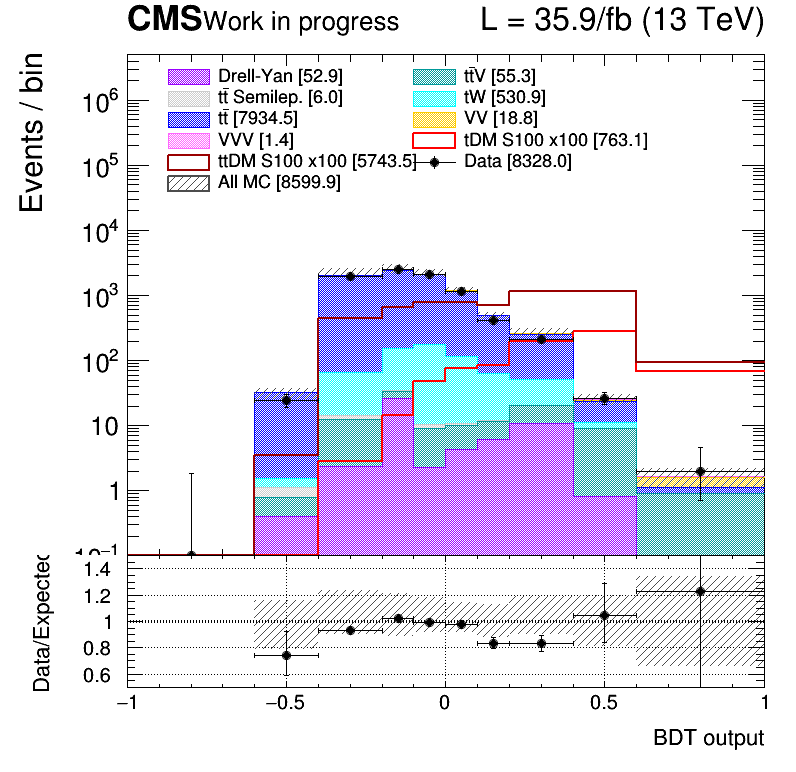 CMS Work in progress L = 35.9/fb (13 TeV)
Events / bin
Drell-Yan [52.9] tt̄V [55.3]
tt̄ Semilep. [6.0] tW [530.9]
tt̄ [7934.5] VV [18.8]
VVV [1.4] tDM S100 x100 [763.1]
ttDM S100 x100 [5743.5] Data [8328.0]
All MC [8599.9]
10⁶
10⁵
10⁴
10³
10²
10
1
10⁻¹
Data/Expected
1.4
1.2
1
0.8
0.6
−1 −0.5 0 0.5 1
BDT output